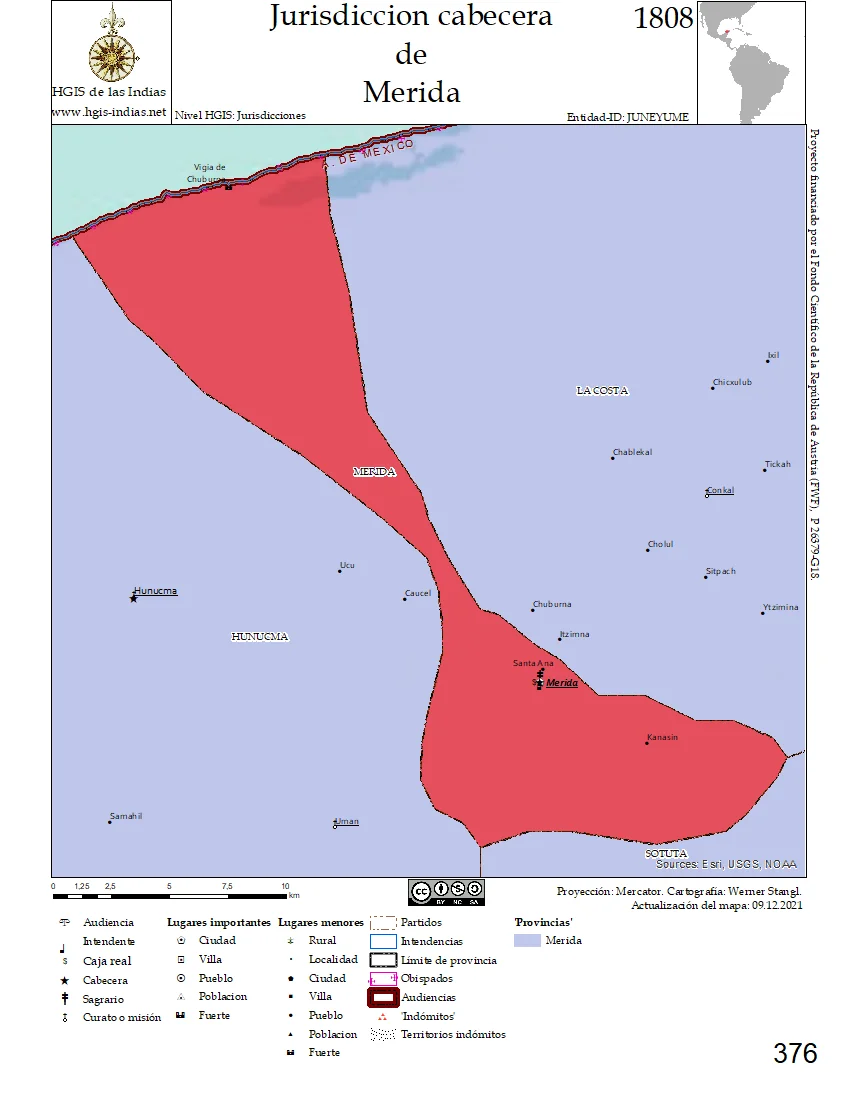 Jurisdiccion cabecera
de
Merida
1808
HGIS de las Indias
www.hgis-indias.net
Nivel HGIS: Jurisdicciones
Entidad-ID: JUNEYUME
Proyecto financiado por el Fondo Científico de la República de Austria (FWF), P 26379-G18.
. DE MEXICO
Vigia de
Chuburna
Ixil
Chicxulub
LA COSTA
Chablekal
Tickah
MERIDA
Conkal
Cholul
Ucu
Sitpach
Hunucma
Caucel
Chuburna
Ytzimina
HUNUCMA
Itzimna
Santa Ana
Merida
Kanasin
Samahil
Uman
SOTUTA
Sources: Esri, USGS, NOAA
0 1,25 2,5 5 7,5 10
km
CC BY NC SA
Proyección: Mercator. Cartografía: Werner Stangl.
Actualización del mapa: 09.12.2021
Audiencia
Intendente
Caja real
Cabecera
Sagrario
Curato o misión
Lugares importantes
Ciudad
Villa
Pueblo
Poblacion
Fuerte
Lugares menores
Rural
Localidad
Ciudad
Villa
Pueblo
Poblacion
Fuerte
Partidos
Intendencias
Límite de provincia
Obispados
Audiencias
'Indómitos'
Territorios indómitos
'Provincias'
Merida
376